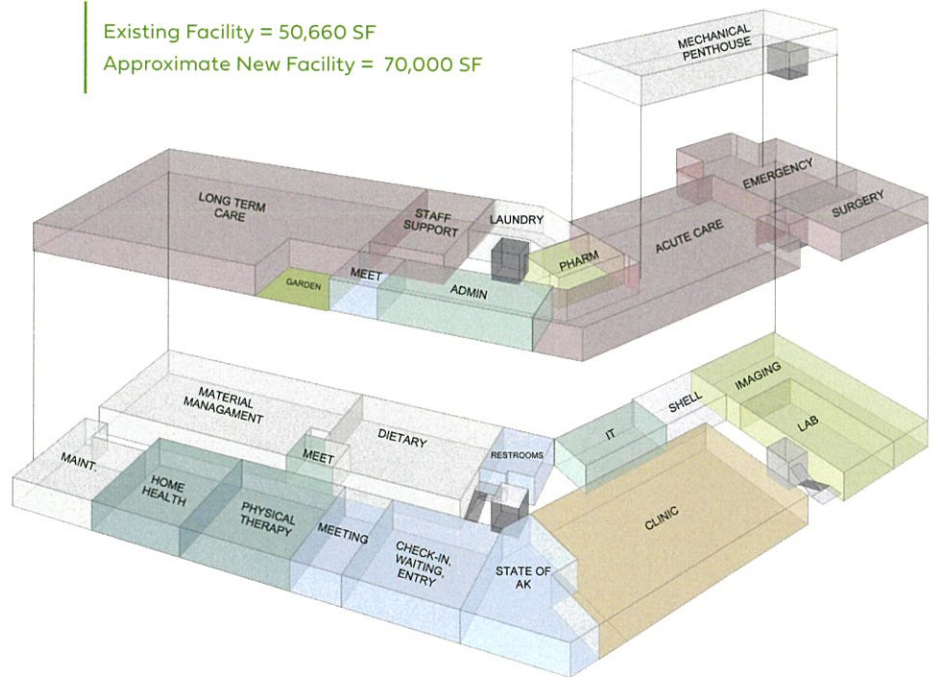 Existing Facility = 50,660 SF
Approximate New Facility = 70,000 SF
MECHANICAL
PENTHOUSE
LONG TERM
CARE
STAFF
SUPPORT
LAUNDRY
EMERGENCY
SURGERY
ACUTE CARE
PHARM
MEET
GARDEN
ADMIN
MATERIAL
MANAGAMENT
DIETARY
MEET
RESTROOMS
IT
SHELL
IMAGING
LAB
MAINT.
HOME
HEALTH
PHYSICAL
THERAPY
MEETING
CHECK-IN,
WAITING,
ENTRY
STATE OF
AK
CLINIC